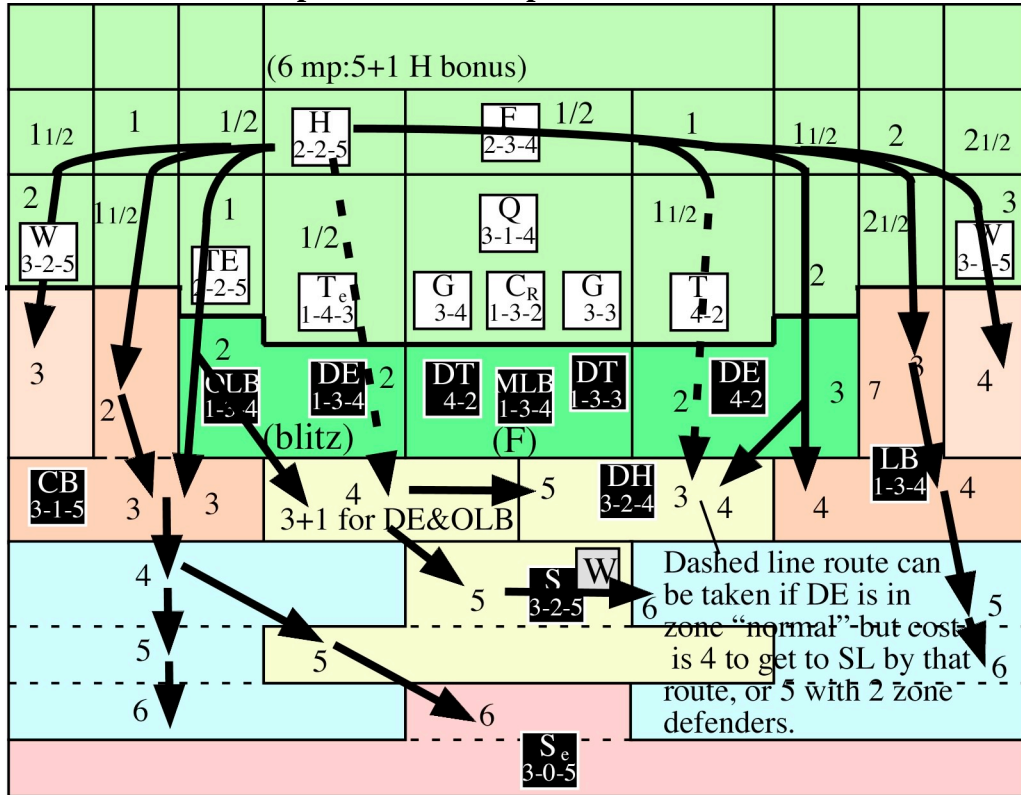 (6 mp:5+1 H bonus)
1 1/2
1
1/2
H
2-2-5
F
2-3-4
1/2
1
1 1/2
2
2 1/2
2
1 1/2
1
1/2
Q
3-1-4
1 1/2
2
2 1/2
3
W
3-2-5
TE
2-2-5
W
3-1-5
Te
1-4-3
G
3-4
CR
1-3-2
G
3-3
T
4-2
3
2
2
OLB
1-3-4
DE
1-3-4
2
DT
4-2
MLB
1-3-4
DT
1-3-3
2
DE
4-2
3
7
3
4
(blitz)
(F)
CB
3-1-5
3
3
4
5
DH
3-2-4
3
4
4
LB
1-3-4
4
3+1 for DE&OLB
4
5
S
3-2-5
W
6
5
Dashed line route can
be taken if DE is in
zone “normal” but cost
is 4 to get to SL by that
route, or 5 with 2 zone
defenders.
5
5
6
6
6
Se
3-0-5